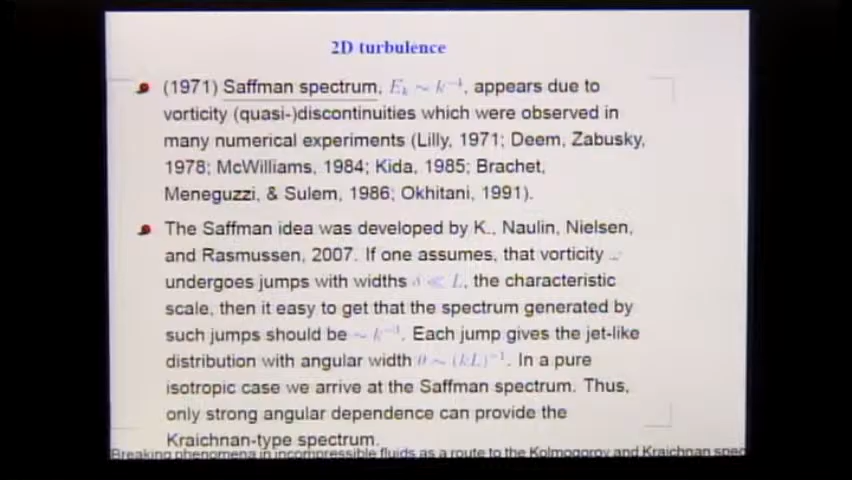 2D turbulence
(1971) Saffman spectrum, E_k ~ k^-4, appears due to
vorticity (quasi-)discontinuities which were observed in
many numerical experiments (Lilly, 1971; Deem, Zabusky,
1978; McWilliams, 1984; Kida, 1985; Brachet,
Meneguzzi, & Sulem, 1986; Okhitani, 1991).
The Saffman idea was developed by K., Naulin, Nielsen,
and Rasmussen, 2007. If one assumes, that vorticity
undergoes jumps with widths ≪ L, the characteristic
scale, then it easy to get that the spectrum generated by
such jumps should be ~ k^-3. Each jump gives the jet-like
distribution with angular width θ ~ (kL)^-1. In a pure
isotropic case we arrive at the Saffman spectrum. Thus,
only strong angular dependence can provide the
Kraichnan-type spectrum.
Breaking phenomena in incompressible fluids as a route to the Kolmogorov and Kraichnan spec